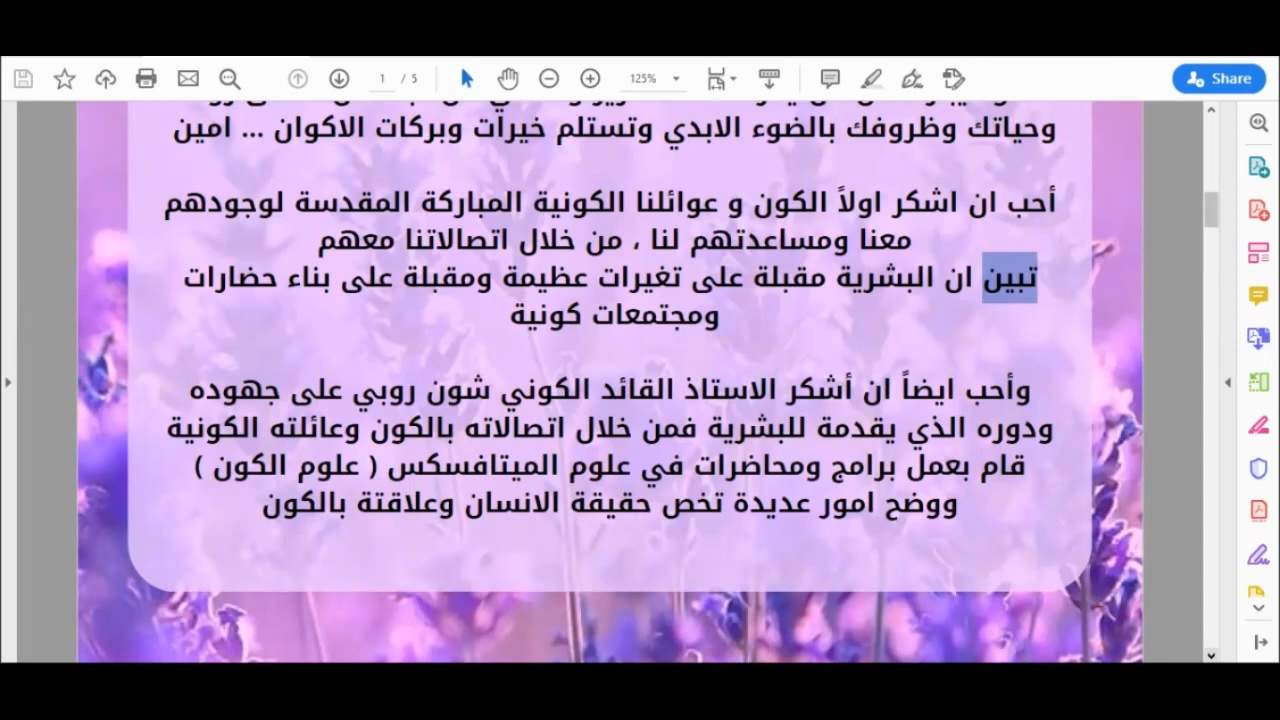 1 / 5
125%
Share
وحياتك وظروفك بالضوء الابدي وتستلم خيرات وبركات الاكوان ... امين
أحب ان اشكر اولاً الكون و عوائلنا الكونية المباركة المقدسة لوجودهم
معنا ومساعدتهم لنا ، من خلال اتصالاتنا معهم
تبين ان البشرية مقبلة على تغيرات عظيمة ومقبلة على بناء حضارات
ومجتمعات كونية
وأحب ايضاً ان أشكر الاستاذ القائد الكوني شون روبي على جهوده
ودوره الذي يقدمة للبشرية فمن خلال اتصالاته بالكون وعائلته الكونية
قام بعمل برامج ومحاضرات في علوم الميتافسكس ( علوم الكون )
ووضح امور عديدة تخص حقيقة الانسان وعلاقتة بالكون